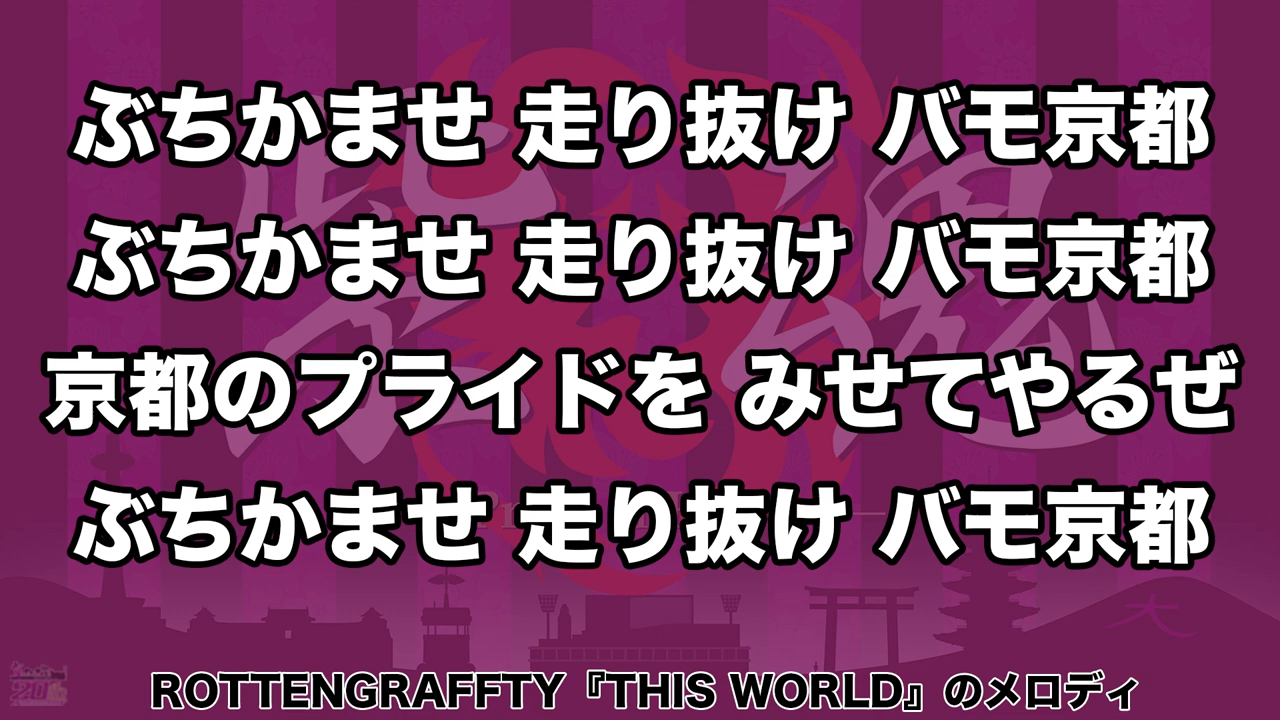 ぶちかませ 走り抜け バモ京都
ぶちかませ 走り抜け バモ京都
京都のプライドを みせてやるぜ
ぶちかませ 走り抜け バモ京都
紫魂
大
ROTTENGRAFFTY『THIS WORLD』のメロディ